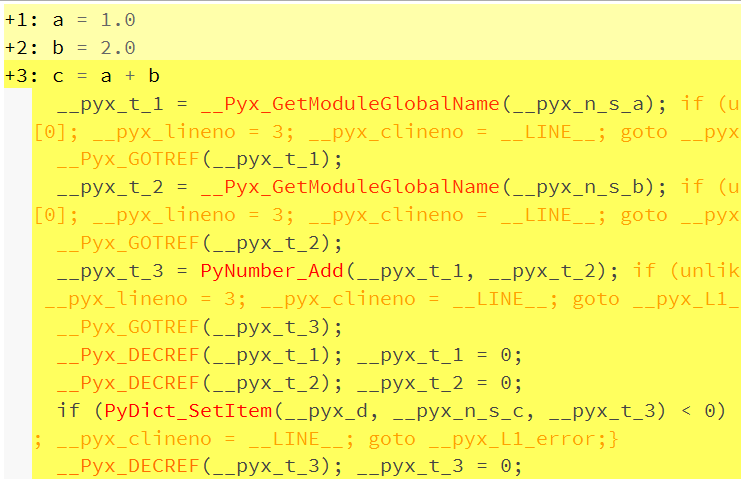 +1: a = 1.0
+2: b = 2.0
+3: c = a + b
__pyx_t_1 = __Pyx_GetModuleGlobalName(__pyx_n_s_a); if (u
[0]; __pyx_lineno = 3; __pyx_clineno = __LINE__; goto __pyx
__Pyx_GOTREF(__pyx_t_1);
__pyx_t_2 = __Pyx_GetModuleGlobalName(__pyx_n_s_b); if (u
[0]; __pyx_lineno = 3; __pyx_clineno = __LINE__; goto __pyx
__Pyx_GOTREF(__pyx_t_2);
__pyx_t_3 = PyNumber_Add(__pyx_t_1, __pyx_t_2); if (unlik
__pyx_lineno = 3; __pyx_clineno = __LINE__; goto __pyx_L1_
__Pyx_GOTREF(__pyx_t_3);
__Pyx_DECREF(__pyx_t_1); __pyx_t_1 = 0;
__Pyx_DECREF(__pyx_t_2); __pyx_t_2 = 0;
if (PyDict_SetItem(__pyx_d, __pyx_n_s_c, __pyx_t_3) < 0)
; __pyx_clineno = __LINE__; goto __pyx_L1_error;}
__Pyx_DECREF(__pyx_t_3); __pyx_t_3 = 0;